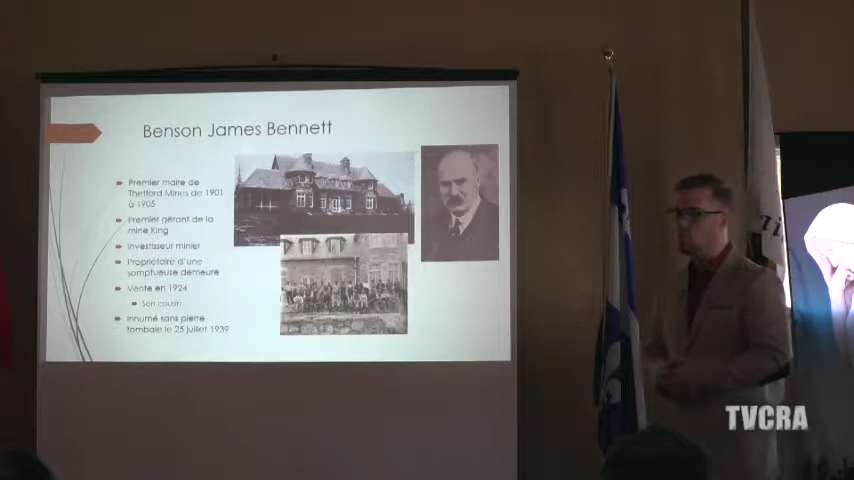 Benson James Bennett
Premier maire de
Thetford Mines de 1901
à 1905
Premier gérant de la
mine King
Investisseur minier
Propriétaire d'une
somptueuse demeure
Vente en 1924
Son cousin
Inhumé sans pierre
tombale le 25 juillet 1939
TVCRA